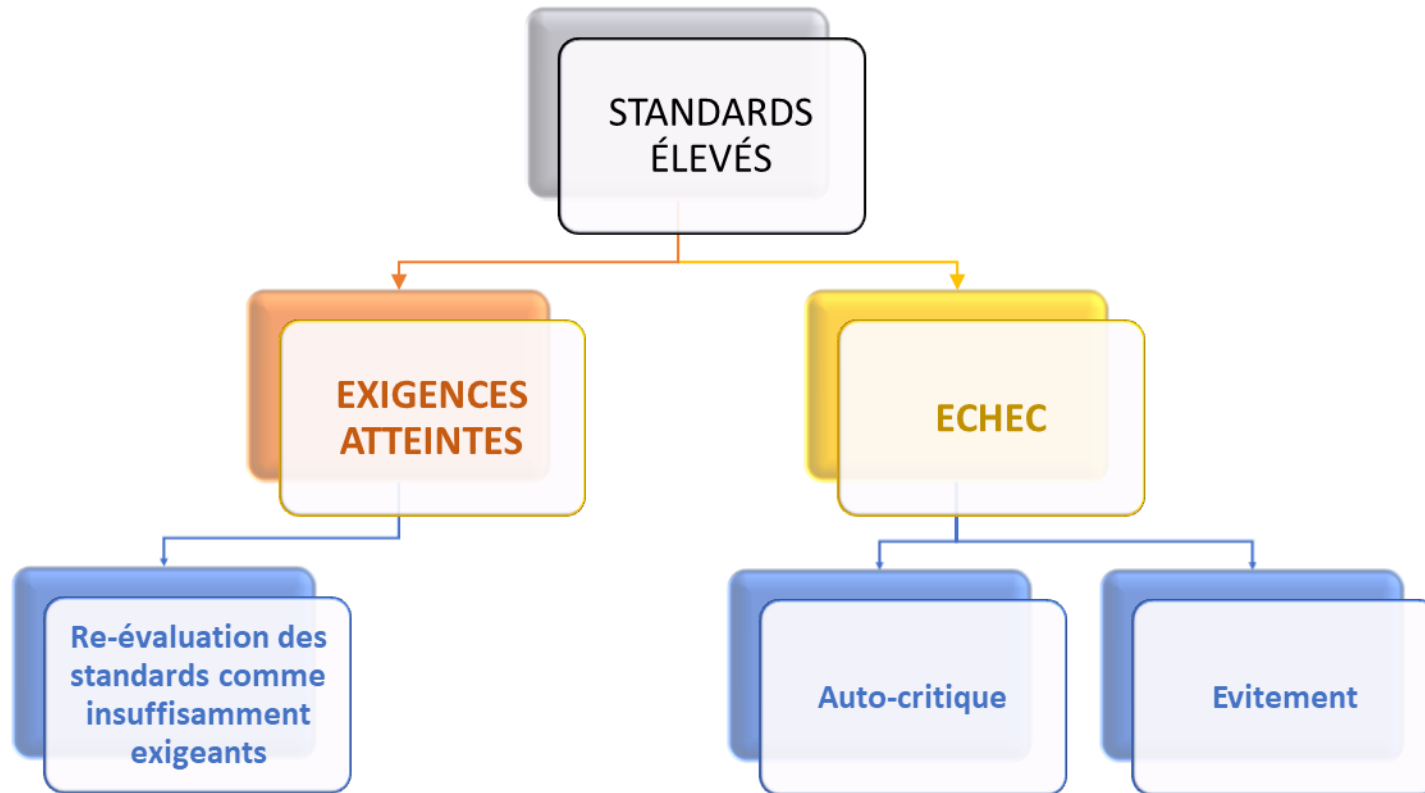 STANDARDS
ÉLEVÉS
EXIGENCES
ATTEINTES
ECHEC
Re-évaluation des
standards comme
insuffisamment
exigeants
Auto-critique
Evitement